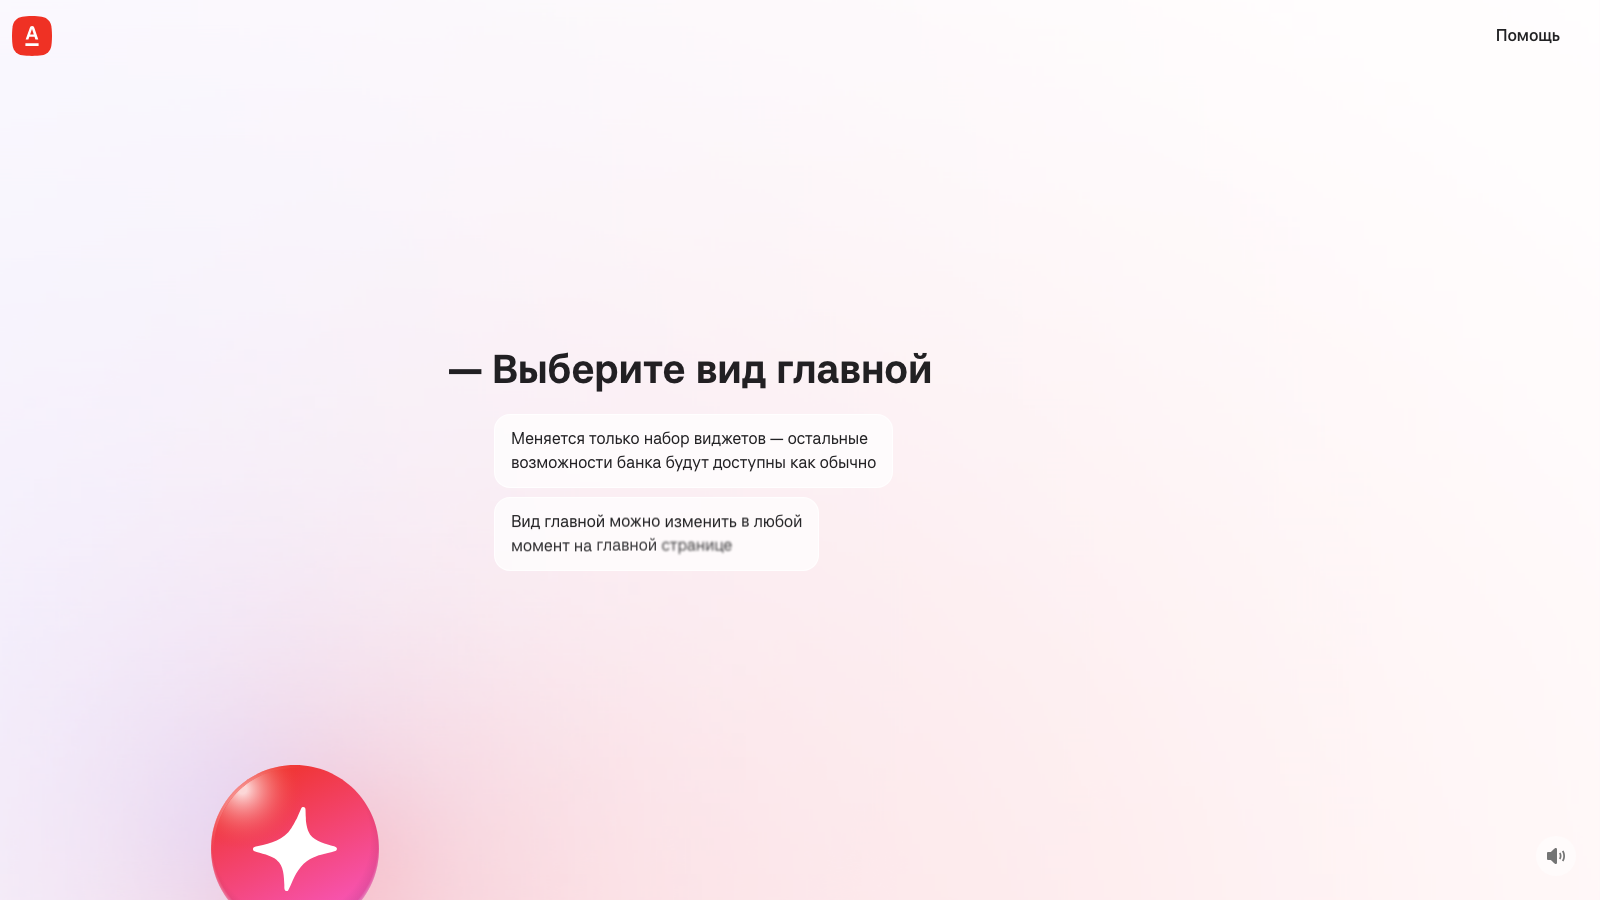 А
Помощь
— Выберите вид главной
Меняется только набор виджетов — остальные
возможности банка будут доступны как обычно
Вид главной можно изменить в любой
момент на главной странице